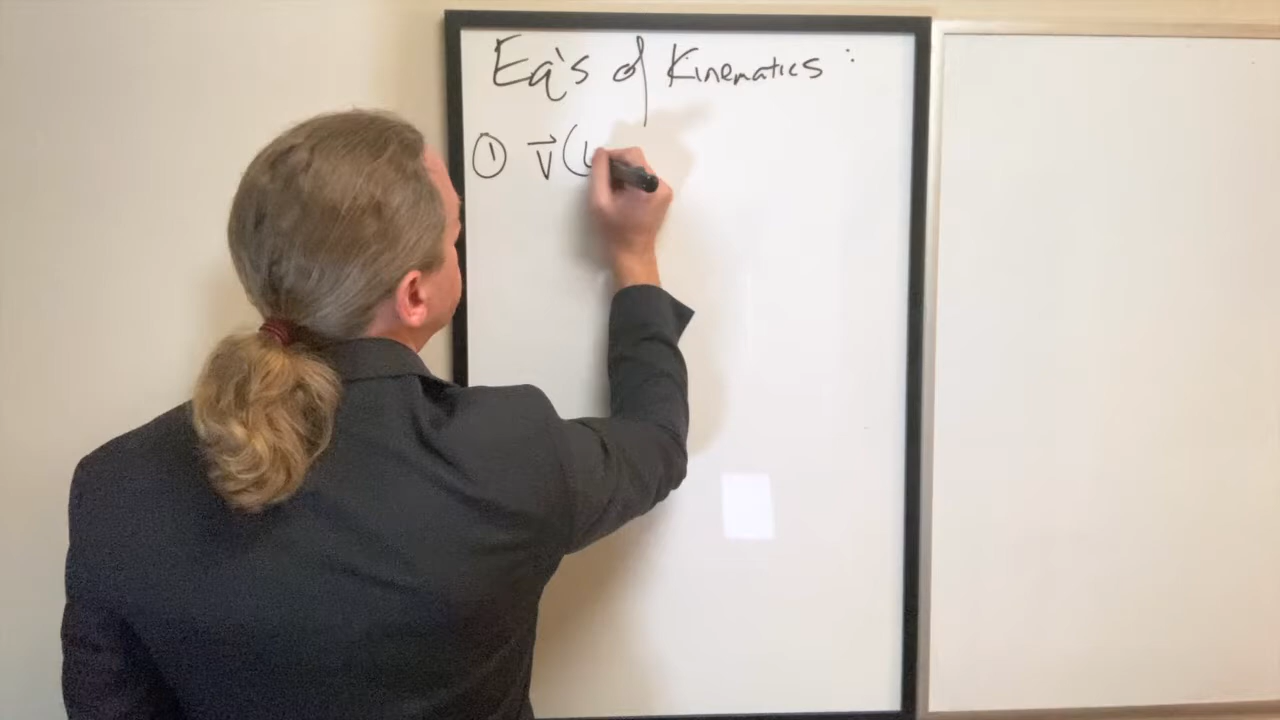 Eq's of Kinematics :
① v⃗(